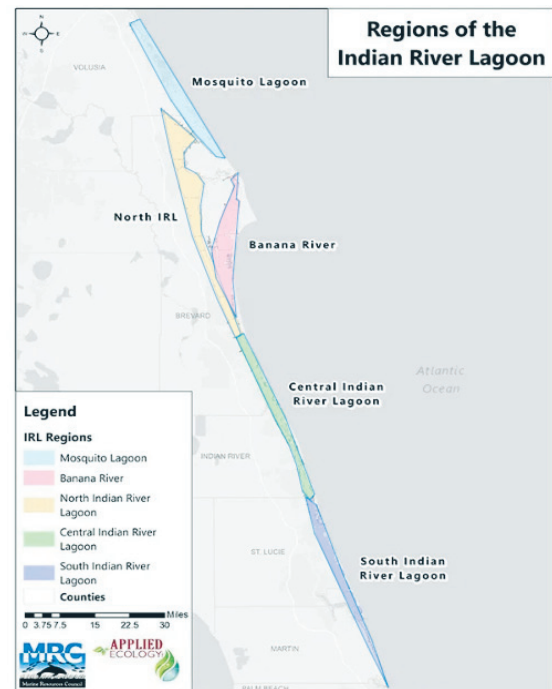 Regions of the
Indian River Lagoon
N
W
E
S
VOLUSIA
Mosquito Lagoon
North IRL
Banana River
BREVARD
Atlantic
Ocean
Central Indian
River Lagoon
INDIAN RIVER
ST. LUCIE
South Indian
River Lagoon
MARTIN
PALM BEACH
Legend
IRL Regions
Mosquito Lagoon
Banana River
North Indian River
Lagoon
Central Indian River
Lagoon
South Indian River
Lagoon
Counties
Miles
0 3.75 7.5 15 22.5 30
MRC
Marine Resources Council
APPLIED
ECOLOGY